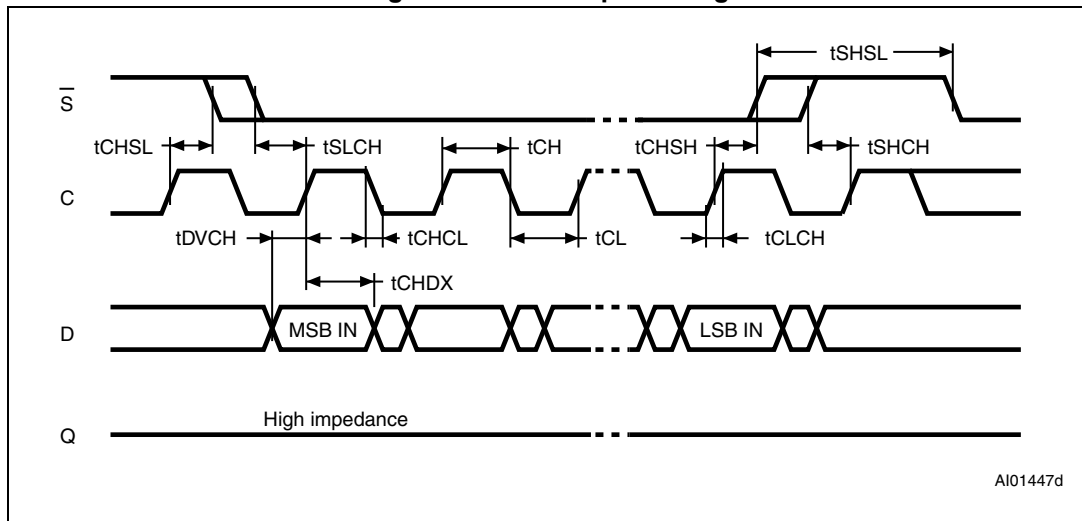 tSHSL
S
tCHSL
tSLCH
tCH
tCHSH
tSHCH
C
tDVCH
tCHCL
tCL
tCLCH
tCHDX
D
MSB IN
LSB IN
High impedance
Q
AI01447d